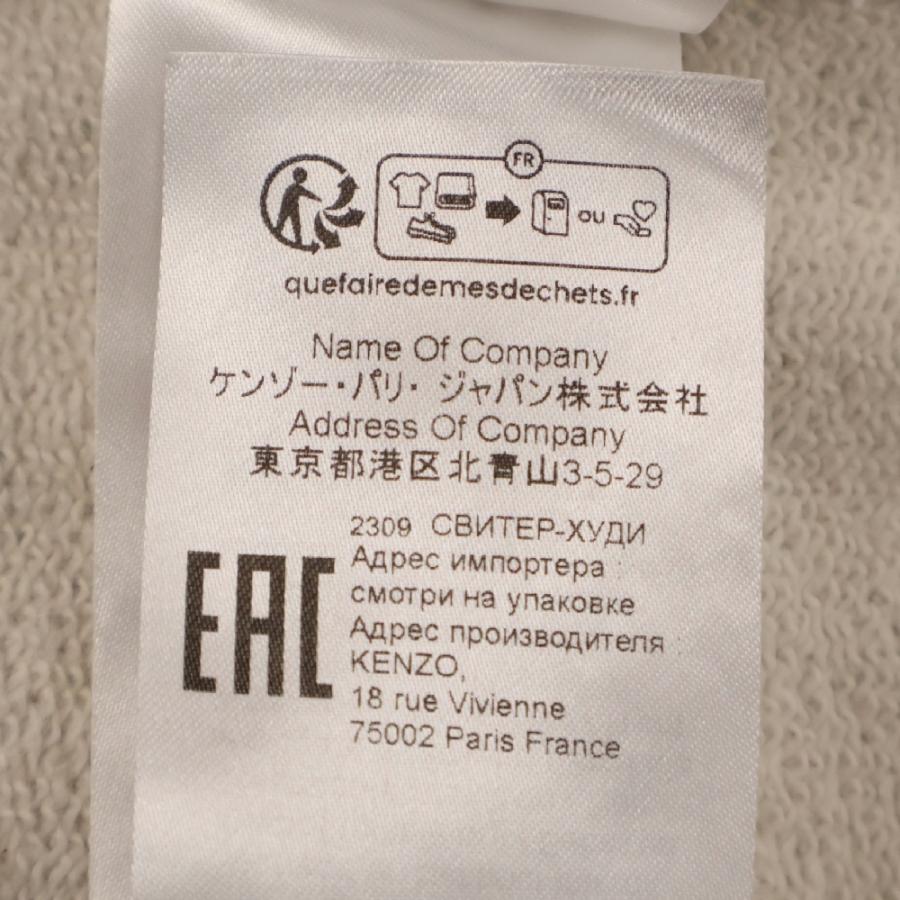 FR
OU
quefairedemesdechets.fr
Name Of Company
ケンゾー・パリ・ ジャパン株式会社
Address Of Company
東京都港区北青山3-5-29
EAC
2309 СВИТЕР-ХУДИ
Адрес импортера :
смотри на упаковке
Адрес производителя :
KENZO,
18 rue Vivienne
75002 Paris France